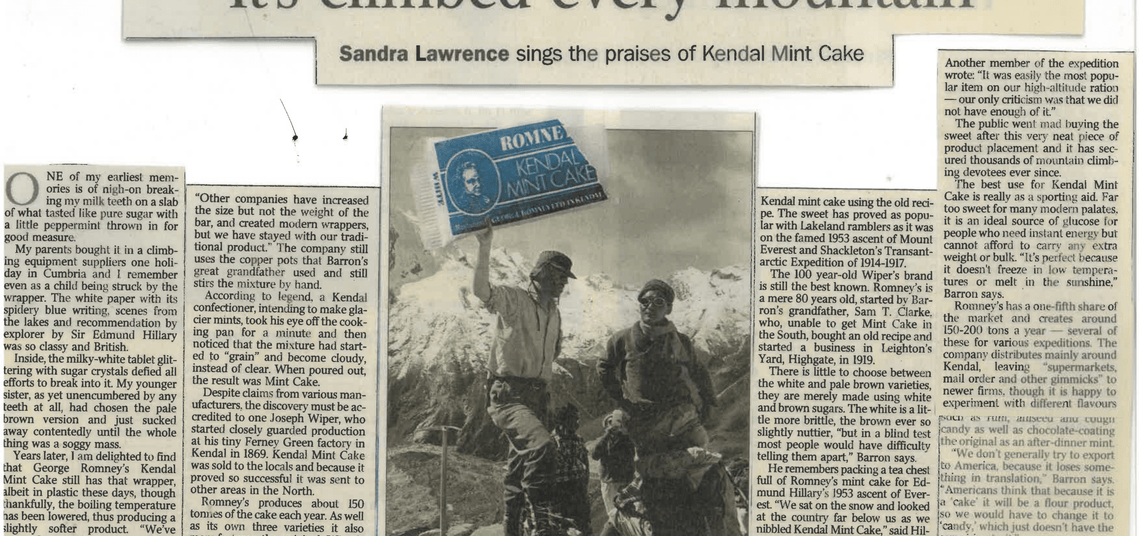 It's climbed every mountain
Sandra Lawrence sings the praises of Kendal Mint Cake
ONE of my earliest mem-
ories is of nigh-on break-
ing my milk teeth on a slab
of what tasted like pure sugar with
a little peppermint thrown in for
good measure.
My parents bought it in a climb-
ing equipment suppliers one holi-
day in Cumbria and I remember
even as a child being struck by the
wrapper. The white paper with its
spidery blue writing, scenes from
the lakes and recommendation by
explorer by Sir Edmund Hillary
was so classy and British.
Inside, the milky-white tablet glit-
tering with sugar crystals defied all
efforts to break into it. My younger
sister, as yet unencumbered by any
teeth at all, had chosen the pale
brown version and just sucked
away contentedly until the whole
thing was a soggy mass.
Years later, I am delighted to find
that George Romney's Kendal
Mint Cake still has that wrapper,
albeit in plastic these days, though
thankfully, the boiling temperature
has been lowered, thus producing a
slightly softer product. "We've
"Other companies have increased
the size but not the weight of the
bar, and created modern wrappers,
but we have stayed with our tradi-
tional product." The company still
uses the copper pots that Barron's
great grandfather used and still
stirs the mixture by hand.
According to legend, a Kendal
confectioner, intending to make gla-
cier mints, took his eye off the cook-
ing pan for a minute and then
noticed that the mixture had start-
ed to "grain" and become cloudy,
instead of clear. When poured out,
the result was Mint Cake.
Despite claims from various man-
ufacturers, the discovery must be ac-
credited to one Joseph Wiper, who
started closely guarded production
at his tiny Ferney Green factory in
Kendal in 1869. Kendal Mint Cake
was sold to the locals and because it
proved so successful it was sent to
other areas in the North.
Romney's produces about 150
tonnes of the cake each year. As well
as its own three varieties it also
ROMNE
KENDAL
MINT CAKE
WHITE
GEORGE ROMNEY LTD KENDAL
Kendal mint cake using the old reci-
pe. The sweet has proved as popu-
lar with Lakeland ramblers as it was
on the famed 1953 ascent of Mount
Everest and Shackleton's Transant-
arctic Expedition of 1914-1917.
The 100 year-old Wiper's brand
is still the best known. Romney's is
a mere 80 years old, started by Bar-
ron's grandfather, Sam T. Clarke,
who, unable to get Mint Cake in
the South, bought an old recipe and
started a business in Leighton's
Yard, Highgate, in 1919.
There is little to choose between
the white and pale brown varieties,
they are merely made using white
and brown sugars. The white is a lit-
tle more brittle, the brown ever so
slightly nuttier, "but in a blind test
most people would have difficulty
telling them apart," Barron says.
He remembers packing a tea chest
full of Romney's mint cake for Ed-
mund Hillary's 1953 ascent of Ever-
est. "We sat on the snow and looked
at the country far below us as we
nibbled Kendal Mint Cake," said Hil-
Another member of the expedition
wrote: "It was easily the most popu-
lar item on our high-altitude ration
— our only criticism was that we did
not have enough of it."
The public went mad buying the
sweet after this very neat piece of
product placement and it has sec-
ured thousands of mountain climb-
ing devotees ever since.
The best use for Kendal Mint
Cake is really as a sporting aid. Far
too sweet for many modern palates,
it is an ideal source of glucose for
people who need instant energy but
cannot afford to carry any extra
weight or bulk. "It's perfect because
it doesn't freeze in low tempera-
tures or melt in the sunshine,"
Barron says.
Romney's has a one-fifth share of
the market and creates around
150-200 tons a year — several of
these for various expeditions. The
company distributes mainly around
Kendal, leaving "supermarkets,
mail order and other gimmicks" to
newer firms, though it is happy to
experiment with different flavours
such as rum, aniseed and cough
candy as well as chocolate-coating
the original as an after-dinner mint.
"We don't generally try to export
to America, because it loses some-
thing in translation," Barron says.
"Americans think that because it is
a 'cake' it will be a flour product,
so we would have to change it to
'candy,' which just doesn't have the